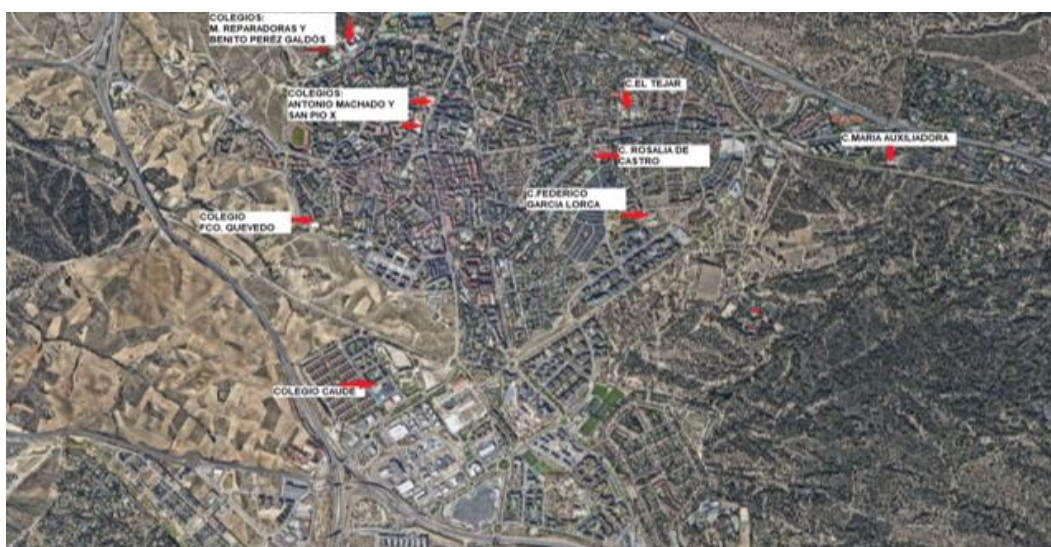 COLEGIOS:
M. REPARADORAS Y
BENITO PEREZ GALDÓS
COLEGIOS:
ANTONIO MACHADO Y
SAN PIO X
C.EL TEJAR
C.MARIA AUXILIADORA
C. ROSALIA DE
CASTRO
C.FEDERICO
GARCIA LORCA
COLEGIO
FCO. QUEVEDO
COLEGIO CAUDE